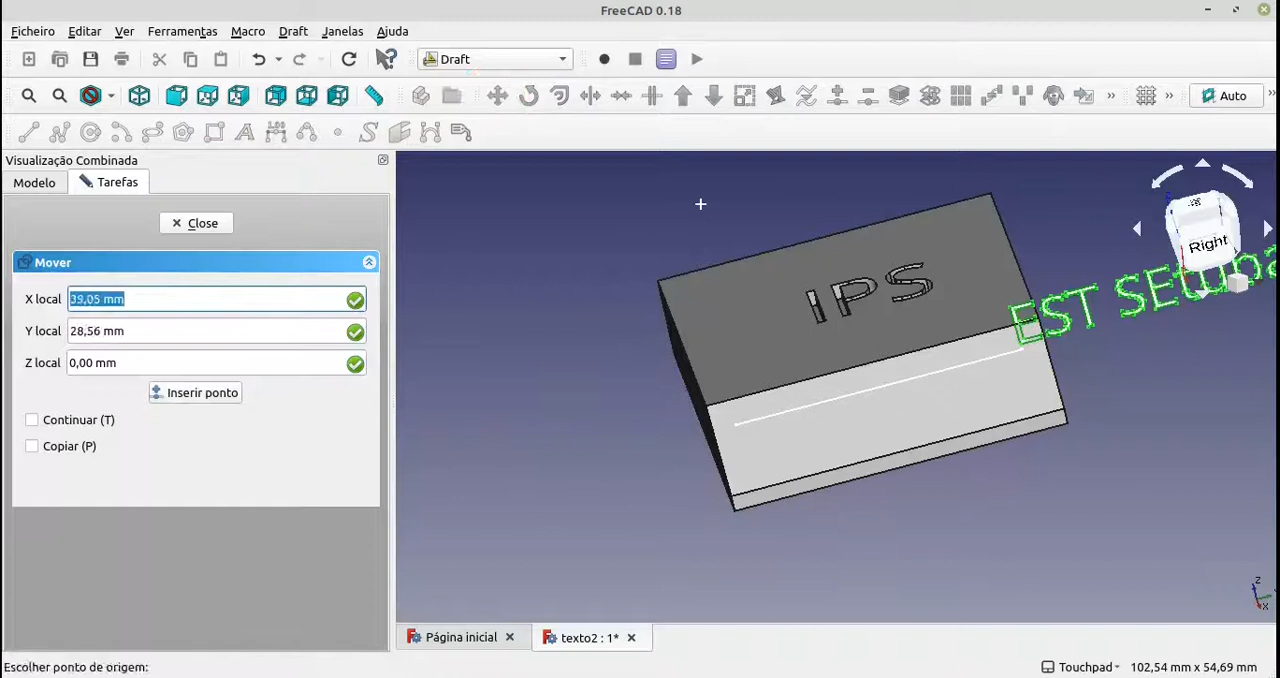 FreeCAD 0.18
Ficheiro Editar Ver Ferramentas Macro Draft Janelas Ajuda
Draft
Auto
Visualização Combinada
Modelo Tarefas
Close
Mover
X local 39,05 mm
Y local 28,56 mm
Z local 0,00 mm
Inserir ponto
Continuar (T)
Copiar (P)
IPS
EST
Right
Z
X
Página inicial
texto2 : 1*
Escolher ponto de origem:
Touchpad 102,54 mm x 54,69 mm